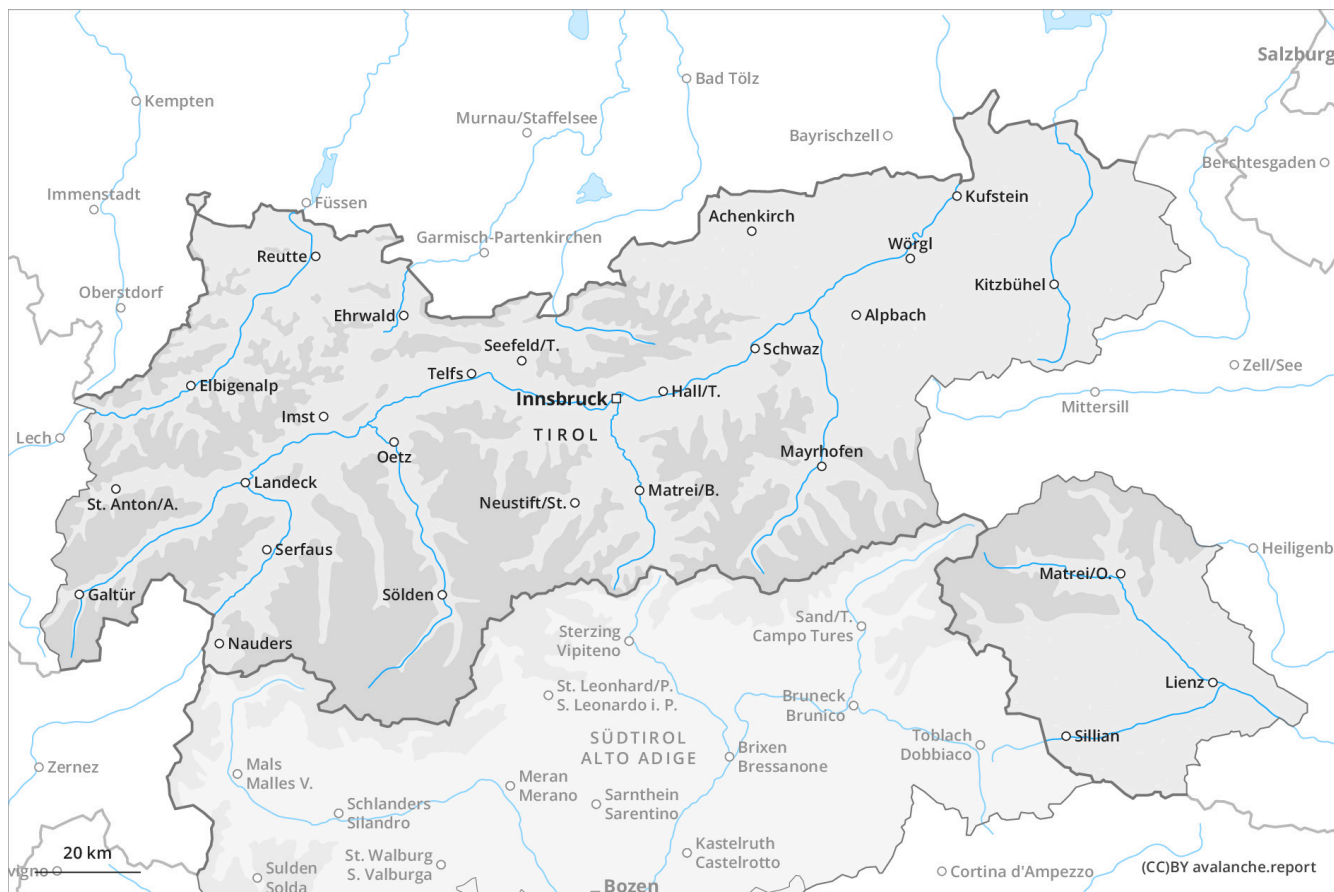 Salzburg
Kempten
Bad Tölz
Murnau/Staffelsee
Bayrischzell
Berchtesgaden
Immenstadt
Füssen
Kufstein
Achenkirch
Garmisch-Partenkirchen
Wörgl
Reutte
Kitzbühel
Oberstdorf
Ehrwald
Alpbach
Seefeld/T.
Schwaz
Zell/See
Telfs
Elbigenalp
Hall/T.
Innsbruck
Mittersill
Imst
Lech
TIROL
Oetz
Mayrhofen
Landeck
St. Anton/A.
Neustift/St.
Matrei/B.
Serfaus
Heiligenb
Matrei/O.
Galtür
Sölden
Sand/T.
Campo Tures
Sterzing
Vipiteno
Nauders
Lienz
St. Leonhard/P.
S. Leonardo i. P.
Bruneck
Brunico
SÜDTIROL
ALTO ADIGE
Toblach
Dobbiaco
Sillian
Brixen
Bressanone
Zernez
Mals
Malles V.
Meran
Merano
Schlanders
Silandro
Sarnthein
Sarentino
20 km
St. Walburg
S. Valburga
Kastelruth
Castelrotto
vigno
Sulden
Solda
Bozen
Cortina d'Ampezzo
(CC)BY avalanche.report